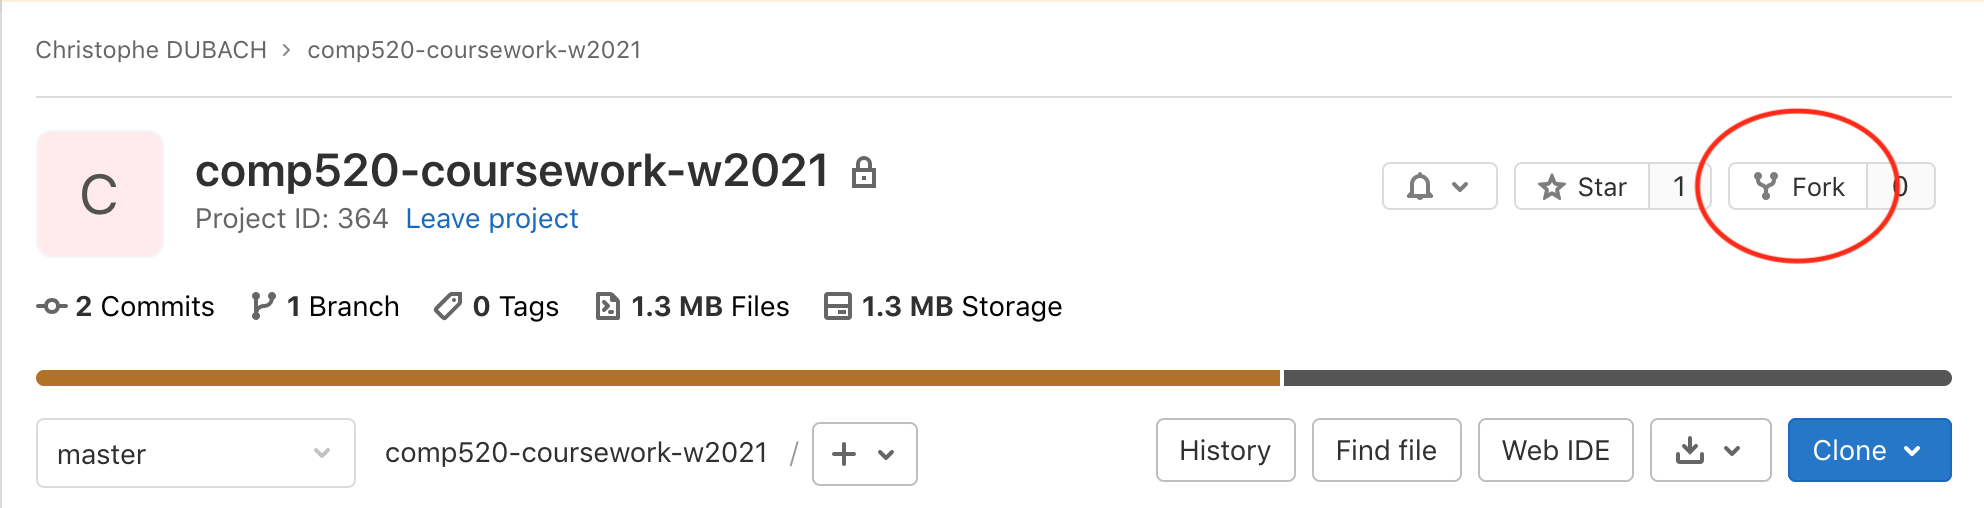 Christophe DUBACH > comp520-coursework-w2021
C
comp520-coursework-w2021
Project ID: 364 Leave project
Star 1 Fork 0
2 Commits 1 Branch 0 Tags 1.3 MB Files 1.3 MB Storage
master comp520-coursework-w2021 / + History Find file Web IDE Clone